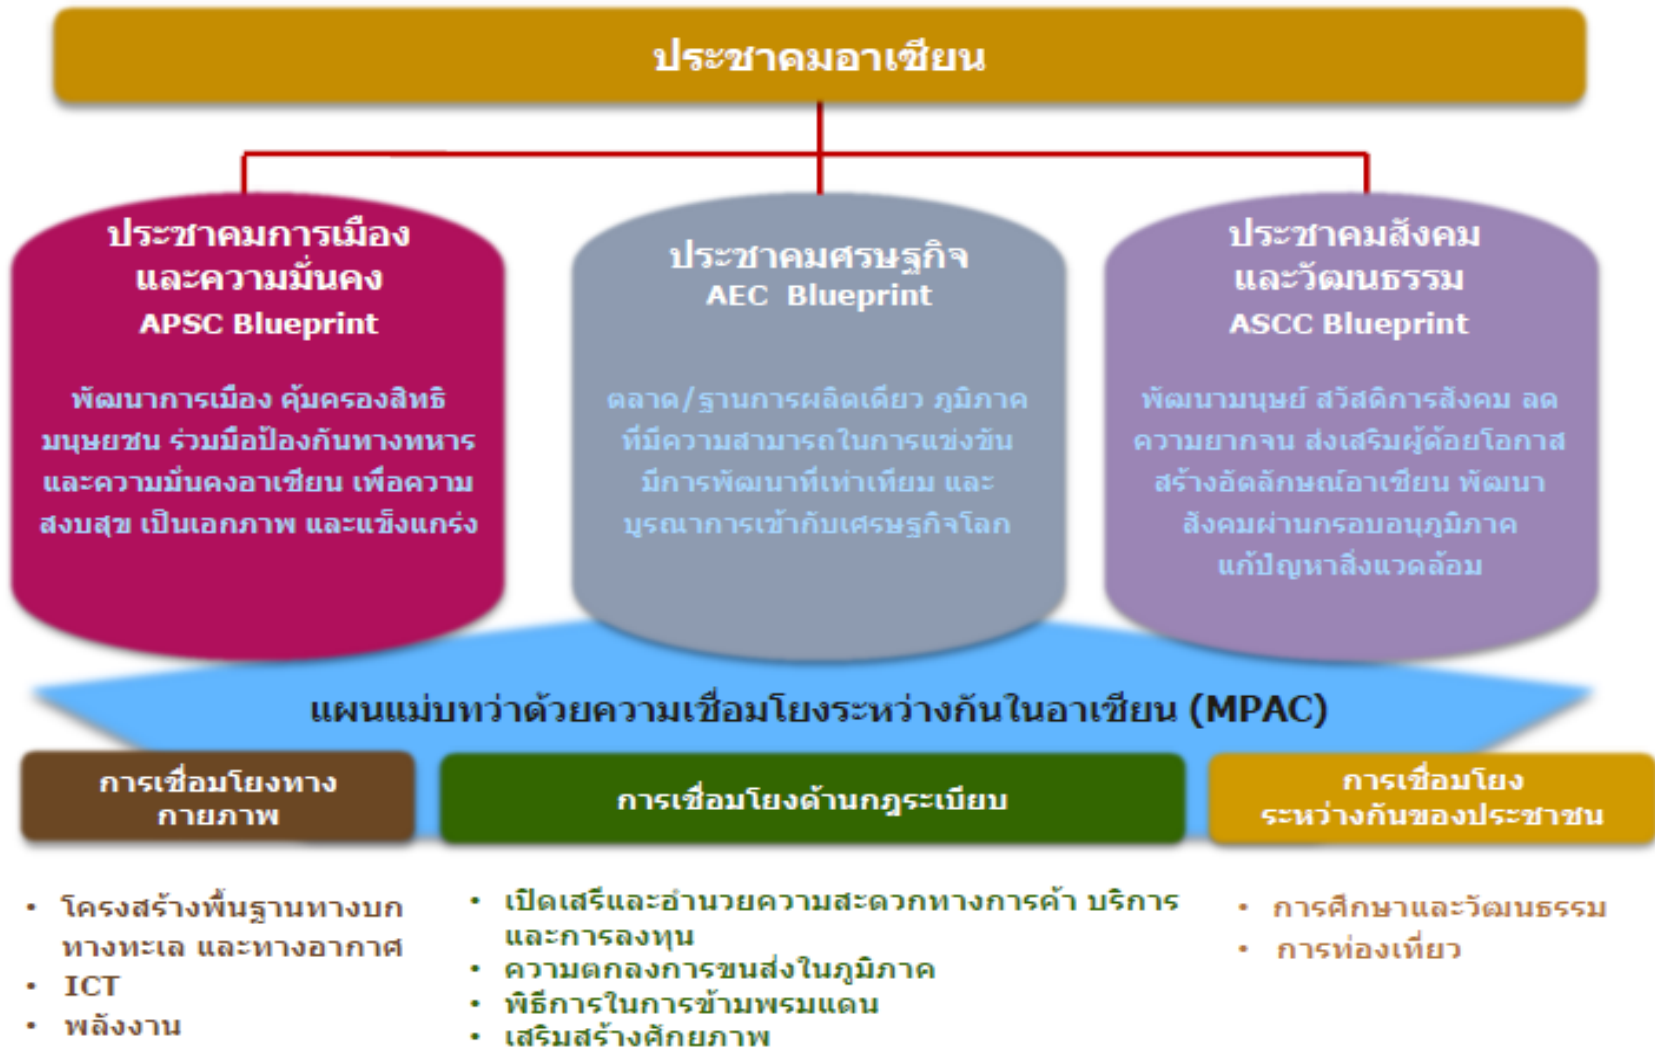 ประชาคมอาเซียน
ประชาคมการเมือง
และความมั่นคง
APSC Blueprint
พัฒนาการเมือง คุ้มครองสิทธิ
มนุษยชน ร่วมมือป้องกันทางทหาร
และความมั่นคงอาเซียน เพื่อความ
สงบสุข เป็นเอกภาพ และแข็งแกร่ง
ประชาคมศรษฐกิจ
AEC Blueprint
ตลาด/ฐานการผลิตเดียว ภูมิภาค
ที่มีความสามารถในการแข่งขัน
มีการพัฒนาที่เท่าเทียม และ
บูรณาการเข้ากับเศรษฐกิจโลก
ประชาคมสังคม
และวัฒนธรรม
ASCC Blueprint
พัฒนามนุษย์ สวัสดิการสังคม ลด
ความยากจน ส่งเสริมผู้ด้อยโอกาส
สร้างอัตลักษณ์อาเซียน พัฒนา
สังคมผ่านกรอบอนุภูมิภาค
แก้ปัญหาสิ่งแวดล้อม
แผนแม่บทว่าด้วยความเชื่อมโยงระหว่างกันในอาเซียน (MPAC)
การเชื่อมโยงทาง
กายภาพ
• โครงสร้างพื้นฐานทางบก
ทางทะเล และทางอากาศ
• ICT
• พลังงาน
การเชื่อมโยงด้านกฎระเบียบ
• เปิดเสรีและอำนวยความสะดวกทางการค้า บริการ
และการลงทุน
• ความตกลงการขนส่งในภูมิภาค
• พิธีการในการข้ามพรมแดน
• เสริมสร้างศักยภาพ
การเชื่อมโยง
ระหว่างกันของประชาชน
• การศึกษาและวัฒนธรรม
• การท่องเที่ยว